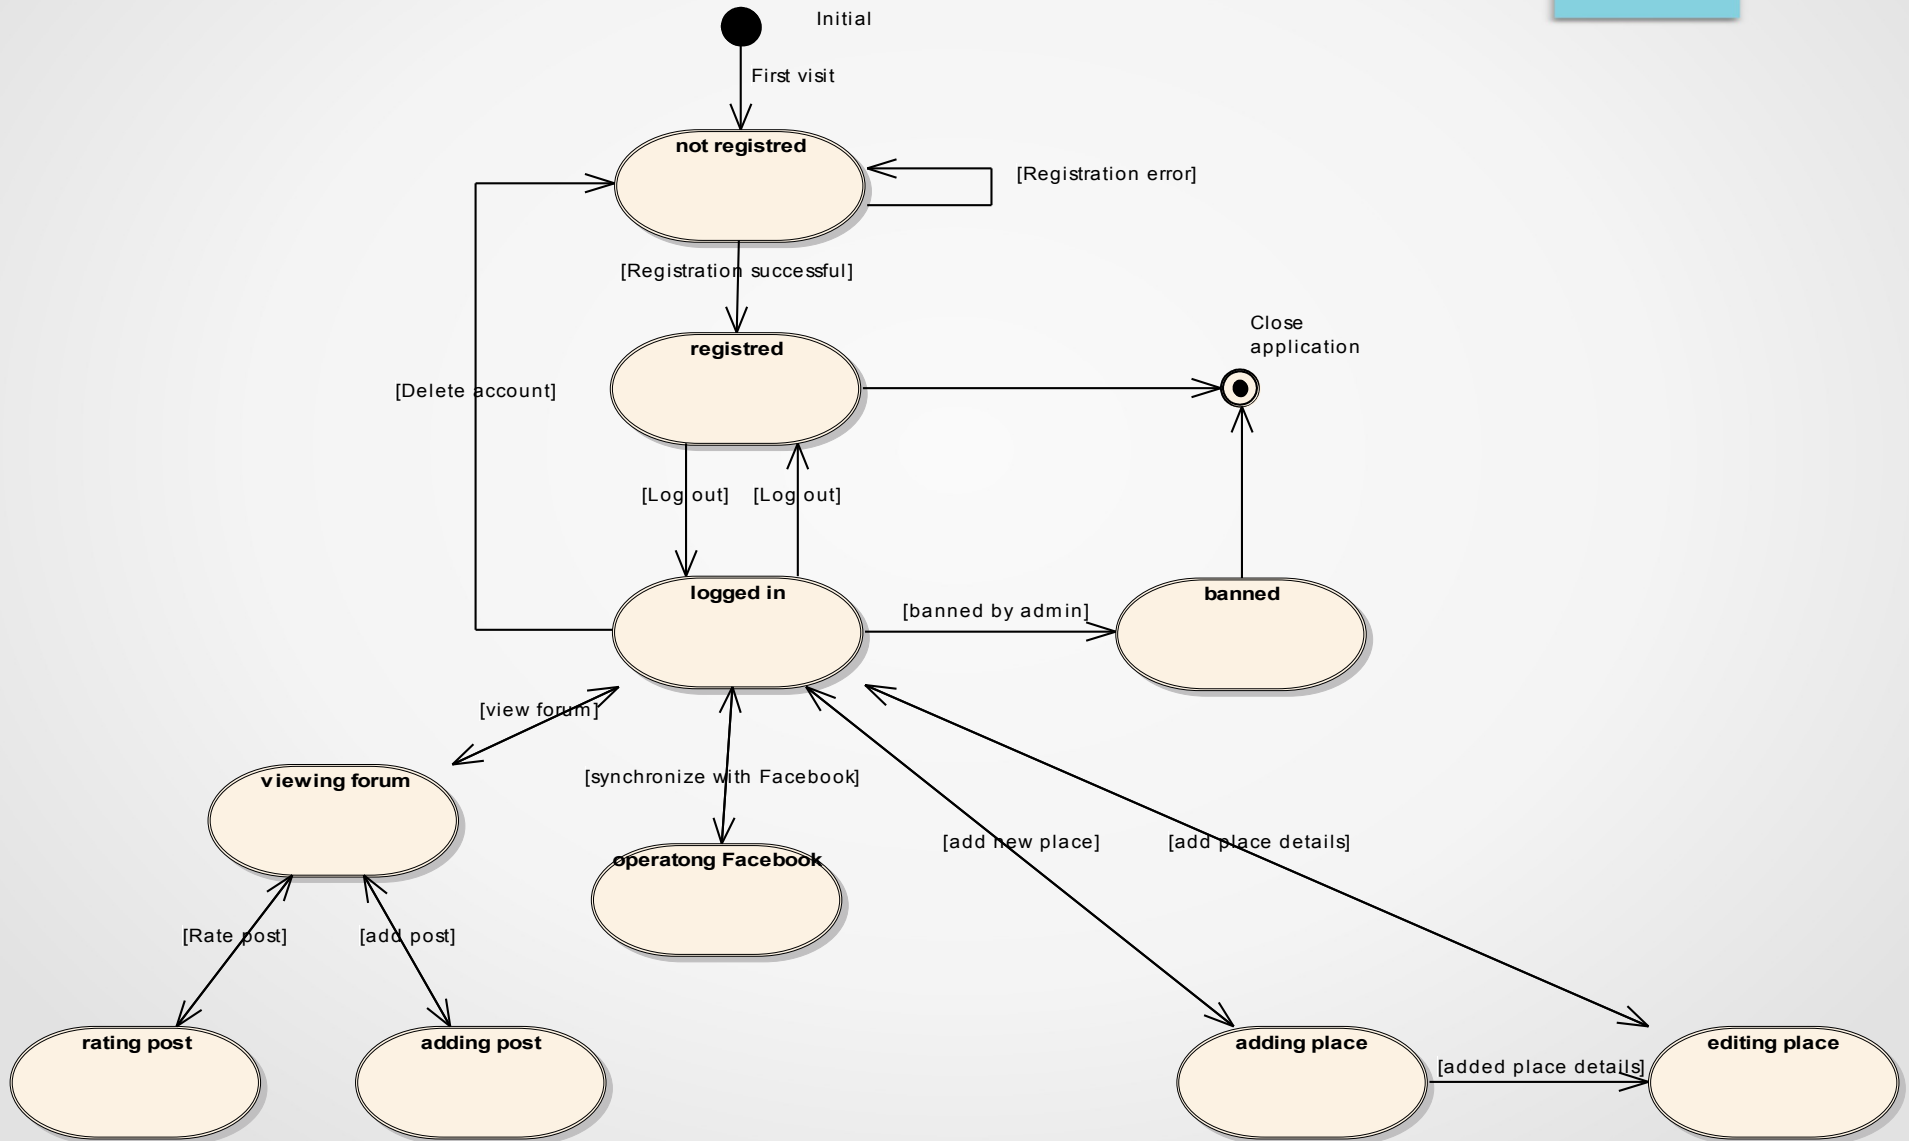 Initial
First visit
not registred
[Registration error]
[Registration successful]
Close
application
registred
[Delete account]
[Log out]
[Log out]
logged in
banned
[banned by admin]
[view forum]
viewing forum
[synchronize with Facebook]
[add new place]
[add place details]
operatong Facebook
[Rate post]
[add post]
rating post
adding post
adding place
editing place
[added place details]